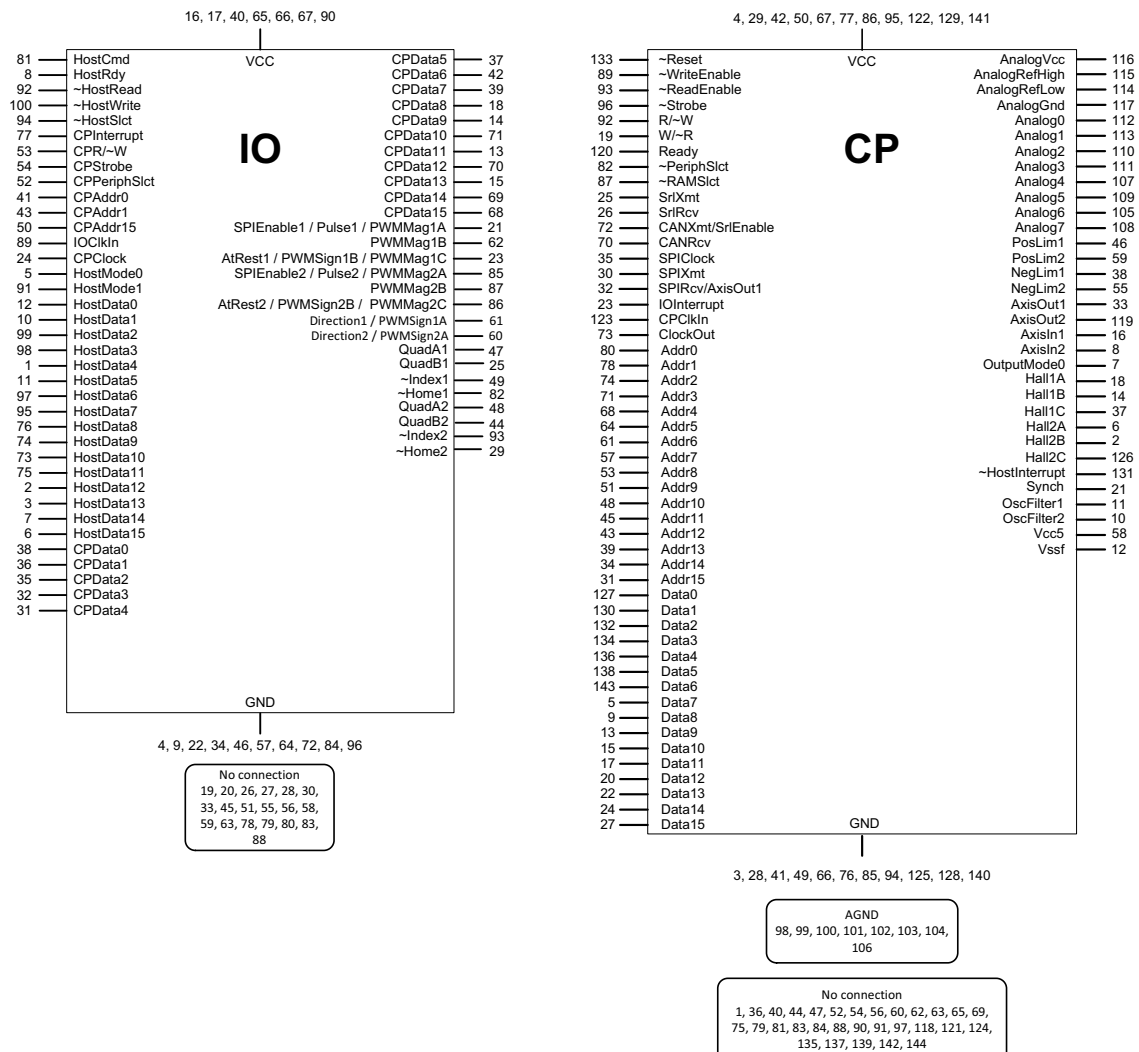 16, 17, 40, 65, 66, 67, 90
VCC
IO
81 HostCmd
8 HostRdy
92 ~HostRead
100 ~HostWrite
94 ~HostSlct
77 CPInterrupt
53 CPR/~W
54 CPStrobe
52 CPPeriphSlct
41 CPAddr0
43 CPAddr1
50 CPAddr15
89 IOClkIn
24 CPClock
5 HostMode0
91 HostMode1
12 HostData0
10 HostData1
99 HostData2
98 HostData3
1 HostData4
11 HostData5
97 HostData6
95 HostData7
76 HostData8
74 HostData9
73 HostData10
75 HostData11
2 HostData12
3 HostData13
7 HostData14
6 HostData15
38 CPData0
36 CPData1
35 CPData2
32 CPData3
31 CPData4
CPData5 37
CPData6 42
CPData7 39
CPData8 18
CPData9 14
CPData10 71
CPData11 13
CPData12 70
CPData13 15
CPData14 69
CPData15 68
SPIEnable1 / Pulse1 / PWMMag1A 21
PWMMag1B 62
AtRest1 / PWMSign1B / PWMMag1C 23
SPIEnable2 / Pulse2 / PWMMag2A 85
PWMMag2B 87
AtRest2 / PWMSign2B / PWMMag2C 86
Direction1 / PWMSign1A 61
Direction2 / PWMSign2A 60
QuadA1 47
QuadB1 25
~Index1 49
~Home1 82
QuadA2 48
QuadB2 44
~Index2 93
~Home2 29
GND
4, 9, 22, 34, 46, 57, 64, 72, 84, 96
No connection
19, 20, 26, 27, 28, 30,
33, 45, 51, 55, 56, 58,
59, 63, 78, 79, 80, 83,
88
4, 29, 42, 50, 67, 77, 86, 95, 122, 129, 141
VCC
CP
133 ~Reset
89 ~WriteEnable
93 ~ReadEnable
96 ~Strobe
92 R/~W
19 W/~R
120 Ready
82 ~PeriphSlct
87 ~RAMSlct
25 SrlXmt
26 SrlRcv
72 CANXmt/SrlEnable
70 CANRcv
35 SPIClock
30 SPIXmt
32 SPIRcv/AxisOut1
23 IOInterrupt
123 CPClkIn
73 ClockOut
80 Addr0
78 Addr1
74 Addr2
71 Addr3
68 Addr4
64 Addr5
61 Addr6
57 Addr7
53 Addr8
51 Addr9
48 Addr10
45 Addr11
43 Addr12
39 Addr13
34 Addr14
31 Addr15
127 Data0
130 Data1
132 Data2
134 Data3
136 Data4
138 Data5
143 Data6
5 Data7
9 Data8
13 Data9
15 Data10
17 Data11
20 Data12
22 Data13
24 Data14
27 Data15
AnalogVcc 116
AnalogRefHigh 115
AnalogRefLow 114
AnalogGnd 117
Analog0 112
Analog1 113
Analog2 110
Analog3 111
Analog4 107
Analog5 109
Analog6 105
Analog7 108
PosLim1 46
PosLim2 59
NegLim1 38
NegLim2 55
AxisOut1 33
AxisOut2 119
AxisIn1 16
AxisIn2 8
OutputMode0 7
Hall1A 18
Hall1B 14
Hall1C 37
Hall2A 6
Hall2B 2
Hall2C 126
~HostInterrupt 131
Synch 21
OscFilter1 11
OscFilter2 10
Vcc5 58
Vssf 12
GND
3, 28, 41, 49, 66, 76, 85, 94, 125, 128, 140
AGND
98, 99, 100, 101, 102, 103, 104,
106
No connection
1, 36, 40, 44, 47, 52, 54, 56, 60, 62, 63, 65, 69,
75, 79, 81, 83, 84, 88, 90, 91, 97, 118, 121, 124,
135, 137, 139, 142, 144